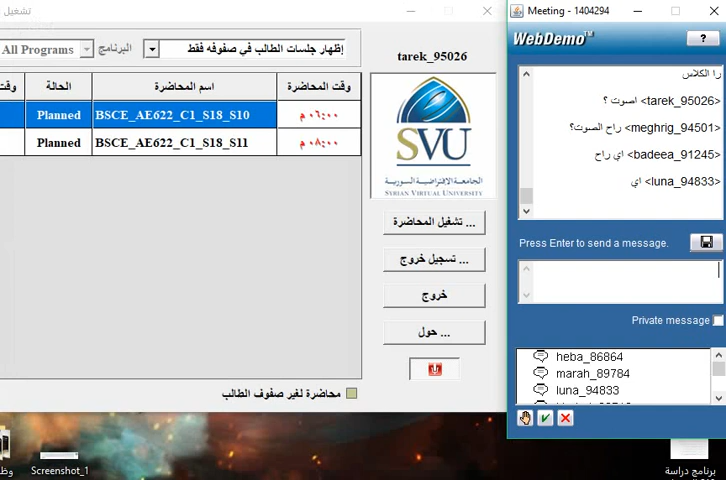 تشغيل
All Programs
البرنامج
إظهار جلسات الطالب في صفوفه فقط
الحالة
اسم المحاضرة
وقت المحاضرة
Planned
BSCE_AE622_C1_S18_S10
٠٦:٠٠ م
Planned
BSCE_AE622_C1_S18_S11
٠٨:٠٠ م
محاضرة لغير صفوف الطالب
tarek_95026
SVU
الجامعة الافتراضية السورية
SYRIAN VIRTUAL UNIVERSITY
تشغيل المحاضرة ...
تسجيل خروج ...
خروج
حول ...
Meeting - 1404294
WebDemo™
?
را الكلاس
<tarek_95026> اصوت ؟
<meghrig_94501> راح الصوت؟
<badeea_91245> اي راح
<luna_94833> اي
Press Enter to send a message.
Private message
heba_86864
marah_89784
luna_94833
Screenshot_1
برنامج دراسة